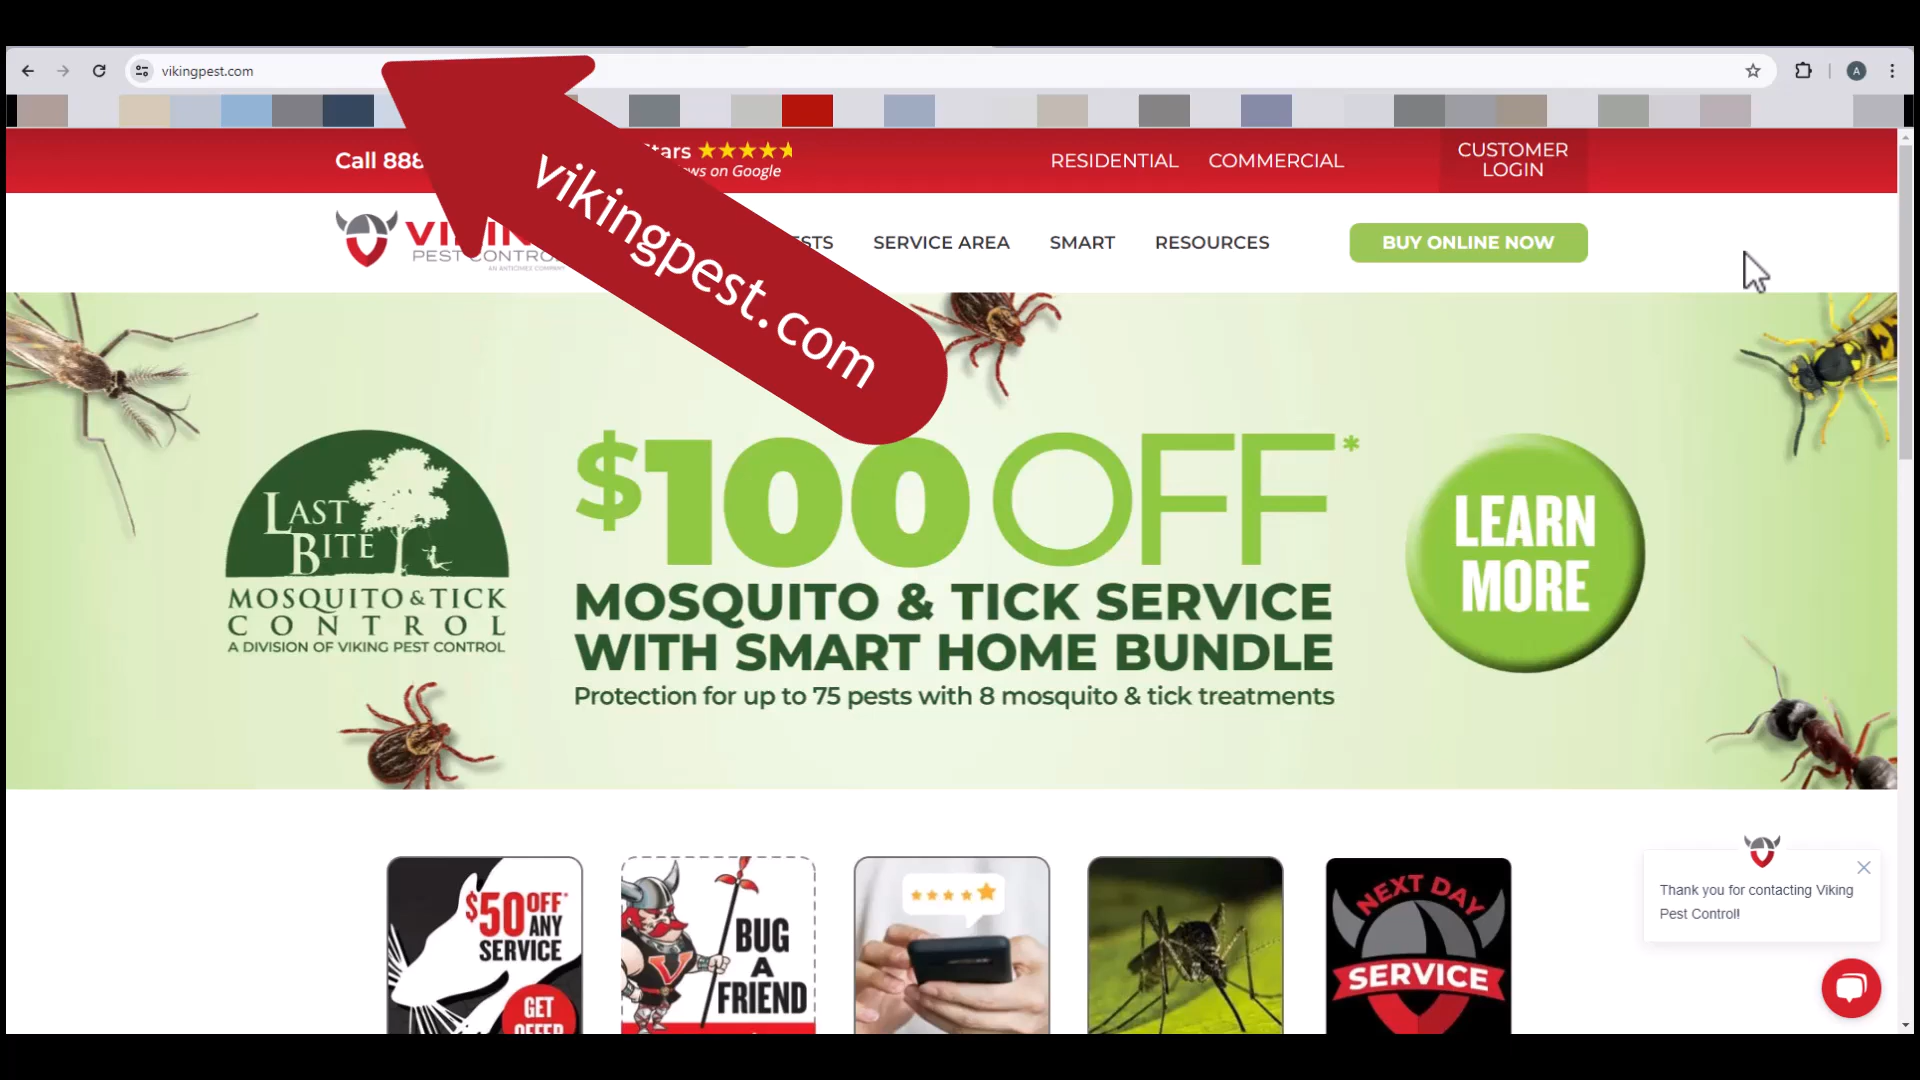 vikingpest.com
A
Call 888
Stars
on Google
RESIDENTIAL
COMMERCIAL
CUSTOMER
LOGIN
vikingpest.com
PEST CONTRO
SERVICE AREA
SMART
RESOURCES
BUY ONLINE NOW
LAST
BITE
MOSQUITO & TICK
CONTROL
A DIVISION OF VIKING PEST CONTROL
$100 OFF*
MOSQUITO & TICK SERVICE
WITH SMART HOME BUNDLE
Protection for up to 75 pests with 8 mosquito & tick treatments
LEARN
MORE
$50 OFF*
ANY
SERVICE
GET
OFFER
BUG
A
FRIEND
NEXT DAY
SERVICE
Thank you for contacting Viking
Pest Control!